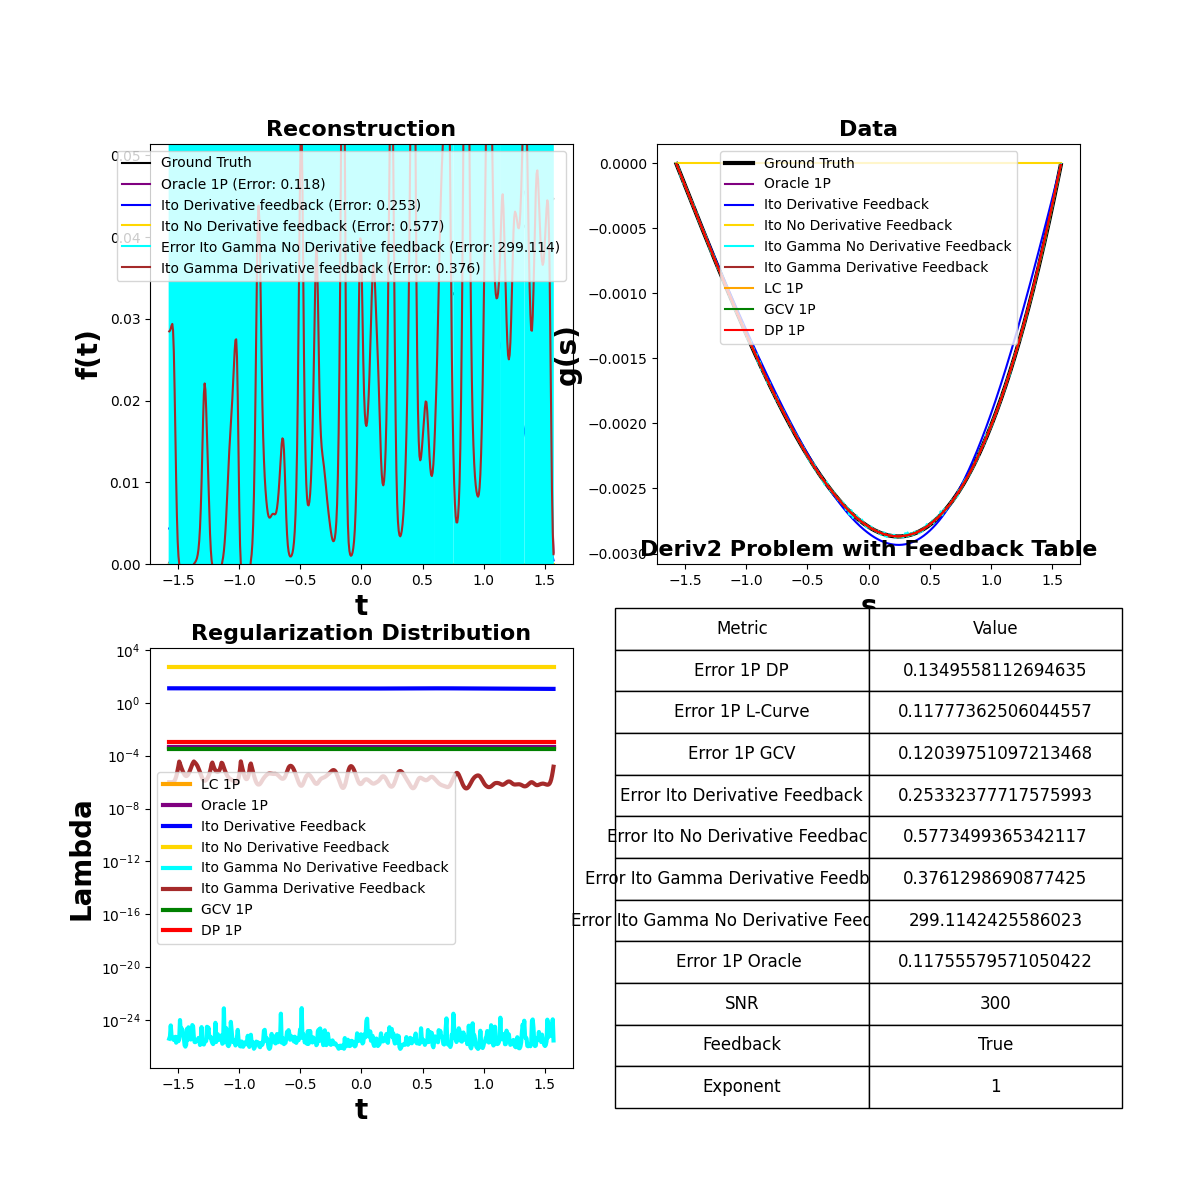 Reconstruction
0.05
0.04
0.03
0.02
0.01
0.00
f(t)
Ground Truth
Oracle 1P (Error: 0.118)
Ito Derivative feedback (Error: 0.253)
Ito No Derivative feedback (Error: 0.577)
Error Ito Gamma No Derivative feedback (Error: 299.114)
Ito Gamma Derivative feedback (Error: 0.376)
−1.5 −1.0 −0.5 0.0 0.5 1.0 1.5
t
Data
0.0000
−0.0005
−0.0010
−0.0015
−0.0020
−0.0025
−0.0030
g(s)
Ground Truth
Oracle 1P
Ito Derivative Feedback
Ito No Derivative Feedback
Ito Gamma No Derivative Feedback
Ito Gamma Derivative Feedback
LC 1P
GCV 1P
DP 1P
−1.5 −1.0 −0.5 0.0 0.5 1.0 1.5
s
Regularization Distribution
10^4
10^0
10^−4
10^−8
10^−12
10^−16
10^−20
10^−24
Lambda
LC 1P
Oracle 1P
Ito Derivative Feedback
Ito No Derivative Feedback
Ito Gamma No Derivative Feedback
Ito Gamma Derivative Feedback
GCV 1P
DP 1P
−1.5 −1.0 −0.5 0.0 0.5 1.0 1.5
t
Deriv2 Problem with Feedback Table
Metric Value
Error 1P DP 0.1349558112694635
Error 1P L-Curve 0.11777362506044557
Error 1P GCV 0.12039751097213468
Error Ito Derivative Feedback 0.25332377717575993
Error Ito No Derivative Feedbac 0.5773499365342117
Error Ito Gamma Derivative Feedb 0.3761298690877425
Error Ito Gamma No Derivative Feed 299.1142425586023
Error 1P Oracle 0.11755579571050422
SNR 300
Feedback True
Exponent 1